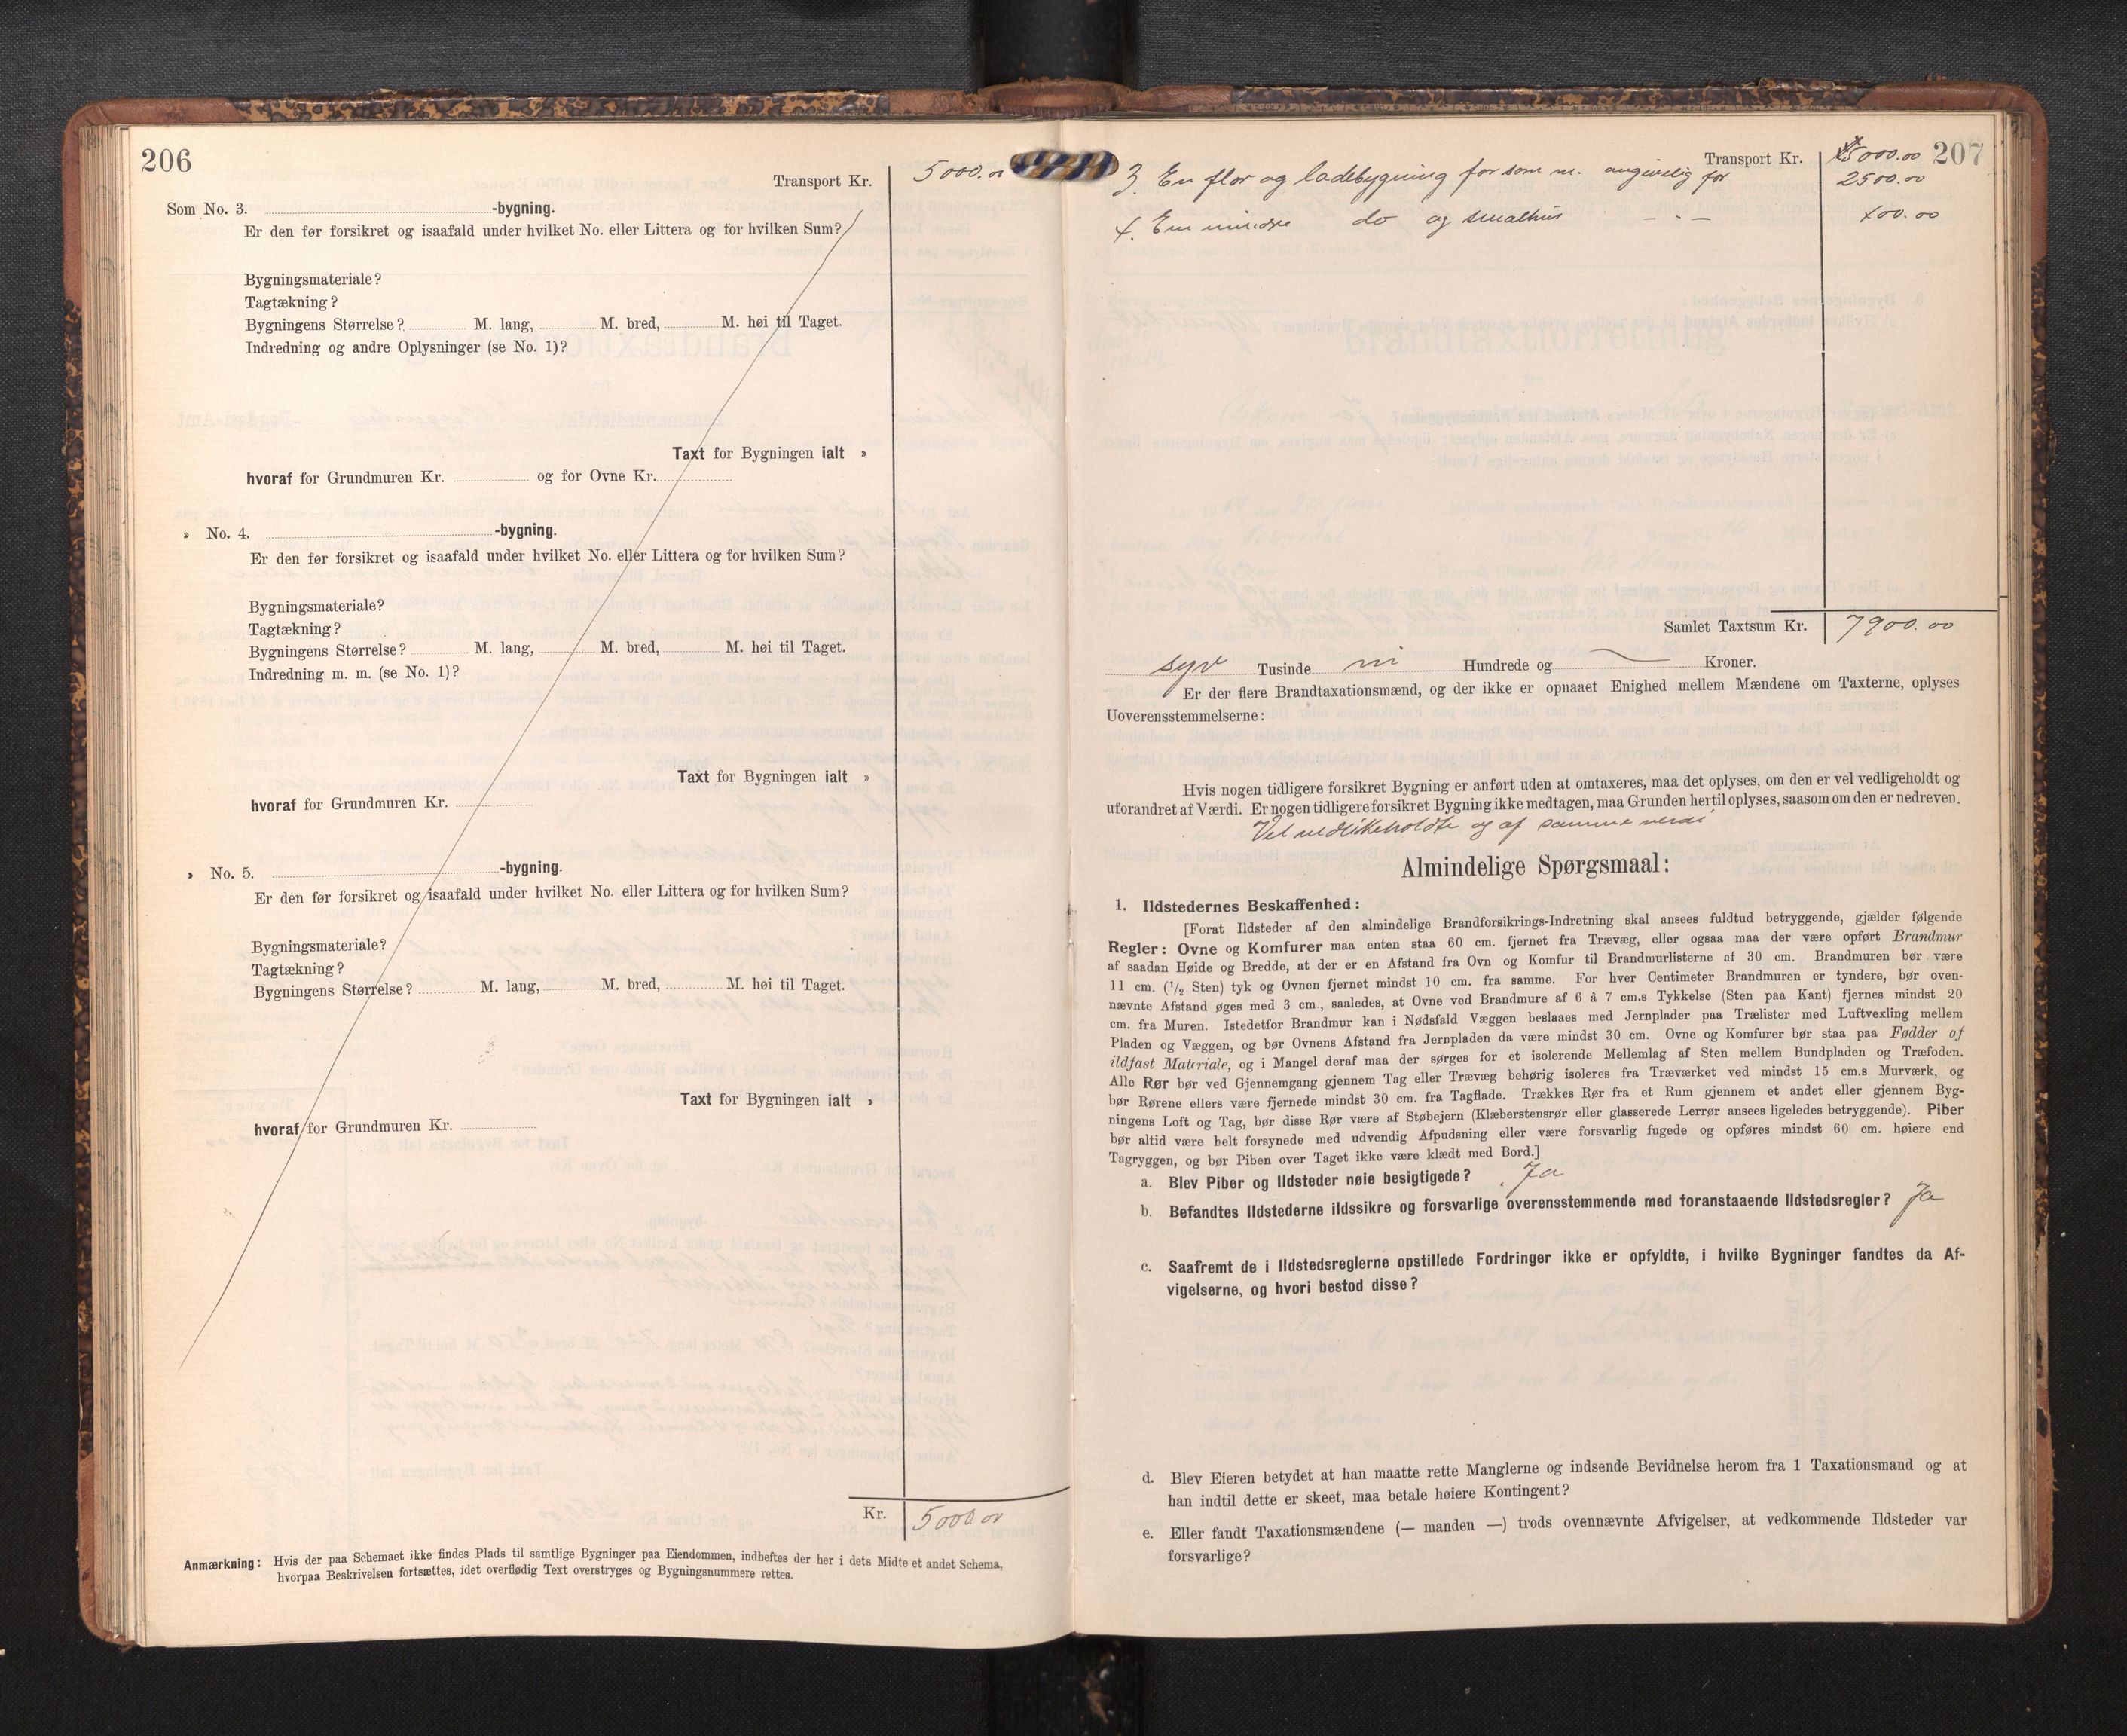 206
Transport Kr. 5000.00
Som No. 3. -bygning.
Er den før forsikret og isaafald under hvilket No. eller Littera og for hvilken Sum?
Bygningsmateriale?
Tagtækning?
Bygningens Størrelse? M. lang, M. bred, M. høi til Taget.
Indredning og andre Oplysninger (se No. 1)?
Taxt for Bygningen ialt »
hvoraf for Grundmuren Kr. og for Ovne Kr.
» No. 4. -bygning.
Er den før forsikret og isaafald under hvilket No. eller Littera og for hvilken Sum?
Bygningsmateriale?
Tagtækning?
Bygningens Størrelse? M. lang, M. bred, M. høi til Taget.
Indredning m. m. (se No. 1)?
Taxt for Bygningen ialt »
hvoraf for Grundmuren Kr.
» No. 5. -bygning.
Er den før forsikret og isaafald under hvilket No. eller Littera og for hvilken Sum?
Bygningsmateriale?
Tagtækning?
Bygningens Størrelse? M. lang, M. bred, M. høi til Taget.
Taxt for Bygningen ialt »
hvoraf for Grundmuren Kr.
Kr. 5000.00
Anmærkning: Hvis der paa Schemaet ikke findes Plads til samtlige Bygninger paa Eiendommen, indheftes der her i dets Midte et andet Schema,
hvorpaa Beskrivelsen fortsættes, idet overflødig Text overstryges og Bygningsnummere rettes.
207
Transport Kr. 5000.00
3. En flor og ladebygning for som nr. angivelig for 2500.00
4. En mindre do og smalhus - " - 400.00
Samlet Taxtsum Kr. 7900.00
syv Tusinde ni Hundrede og Kroner.
Er der flere Brandtaxationsmænd, og der ikke er opnaaet Enighed mellem Mændene om Taxterne, oplyses
Uoverensstemmelserne:
Hvis nogen tidligere forsikret Bygning er anført uden at omtaxeres, maa det oplyses, om den er vel vedligeholdt og
uforandret af Værdi. Er nogen tidligere forsikret Bygning ikke medtagen, maa Grunden hertil oplyses, saasom om den er nedreven.
Vel vedlikeholdte og af samme verdi
Almindelige Spørgsmaal:
1. Ildstedernes Beskaffenhed:
[Forat Ildsteder af den almindelige Brandforsikrings-Indretning skal ansees fuldtud betryggende, gjælder følgende
Regler: Ovne og Komfurer maa enten staa 60 cm. fjernet fra Trævæg, eller ogsaa maa der være opført Brandmur
af saadan Høide og Bredde, at der er en Afstand fra Ovn og Komfur til Brandmurlisterne af 30 cm. Brandmuren bør være
11 cm. (1/2 Sten) tyk og Ovnen fjernet mindst 10 cm. fra samme. For hver Centimeter Brandmuren er tyndere, bør oven-
nævnte Afstand øges med 3 cm., saaledes, at Ovne ved Brandmure af 6 à 7 cm.s Tykkelse (Sten paa Kant) fjernes mindst 20
cm. fra Muren. Istedetfor Brandmur kan i Nødsfald Væggen beslaaes med Jernplader paa Trælister med Luftvexling mellem
Pladen og Væggen, og bør Ovnens Afstand fra Jernpladen da være mindst 30 cm. Ovne og Komfurer bør staa paa Fødder af
ildfast Materiale, og i Mangel deraf maa der sørges for et isolerende Mellemlag af Sten mellem Bundpladen og Træfoden.
Alle Rør bør ved Gjennemgang gjennem Tag eller Trævæg behørig isoleres fra Træværket ved mindst 15 cm.s Murværk, og
bør Rørene ellers være fjernede mindst 30 cm. fra Tagflade. Trækkes Rør fra et Rum gjennem et andet eller gjennem Byg-
ningens Loft og Tag, bør disse Rør være af Støbejern (Klæberstensrør eller glasserede Lerrør ansees ligeledes betryggende). Piber
bør altid være helt forsynede med udvendig Afpudsning eller være forsvarlig fugede og opføres mindst 60 cm. høiere end
Tagryggen, og bør Piben over Taget ikke være klædt med Bord.]
a. Blev Piber og Ildsteder nøie besigtigede? Ja
b. Befandtes Ildstederne ildssikre og forsvarlige overensstemmende med foranstaaende Ildstedsregler? Ja
c. Saafremt de i Ildstedsreglerne opstillede Fordringer ikke er opfyldte, i hvilke Bygninger fandtes da Af-
vigelserne, og hvori bestod disse?
d. Blev Eieren betydet at han maatte rette Manglerne og indsende Bevidnelse herom fra 1 Taxationsmand og at
han indtil dette er skeet, maa betale høiere Kontingent?
e. Eller fandt Taxationsmændene (— manden —) trods ovennævnte Afvigelser, at vedkommende Ildsteder var
forsvarlige?